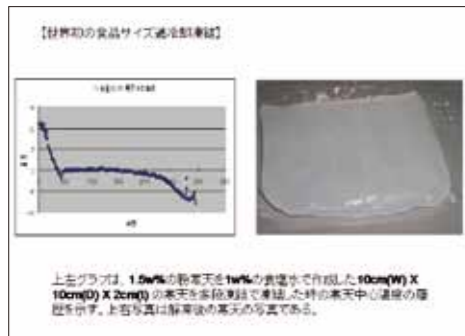 【世界初の食品サイズ過冷却凍結】
上左グラフは、1.5w%の粉寒天を1w%の食塩水で作成した10cm(W) X
10cm(D) X 2cm(t) の寒天を多段凍結で凍結した時の寒天中心温度の履
歴を示す。上右写真は解凍後の寒天の写真である。